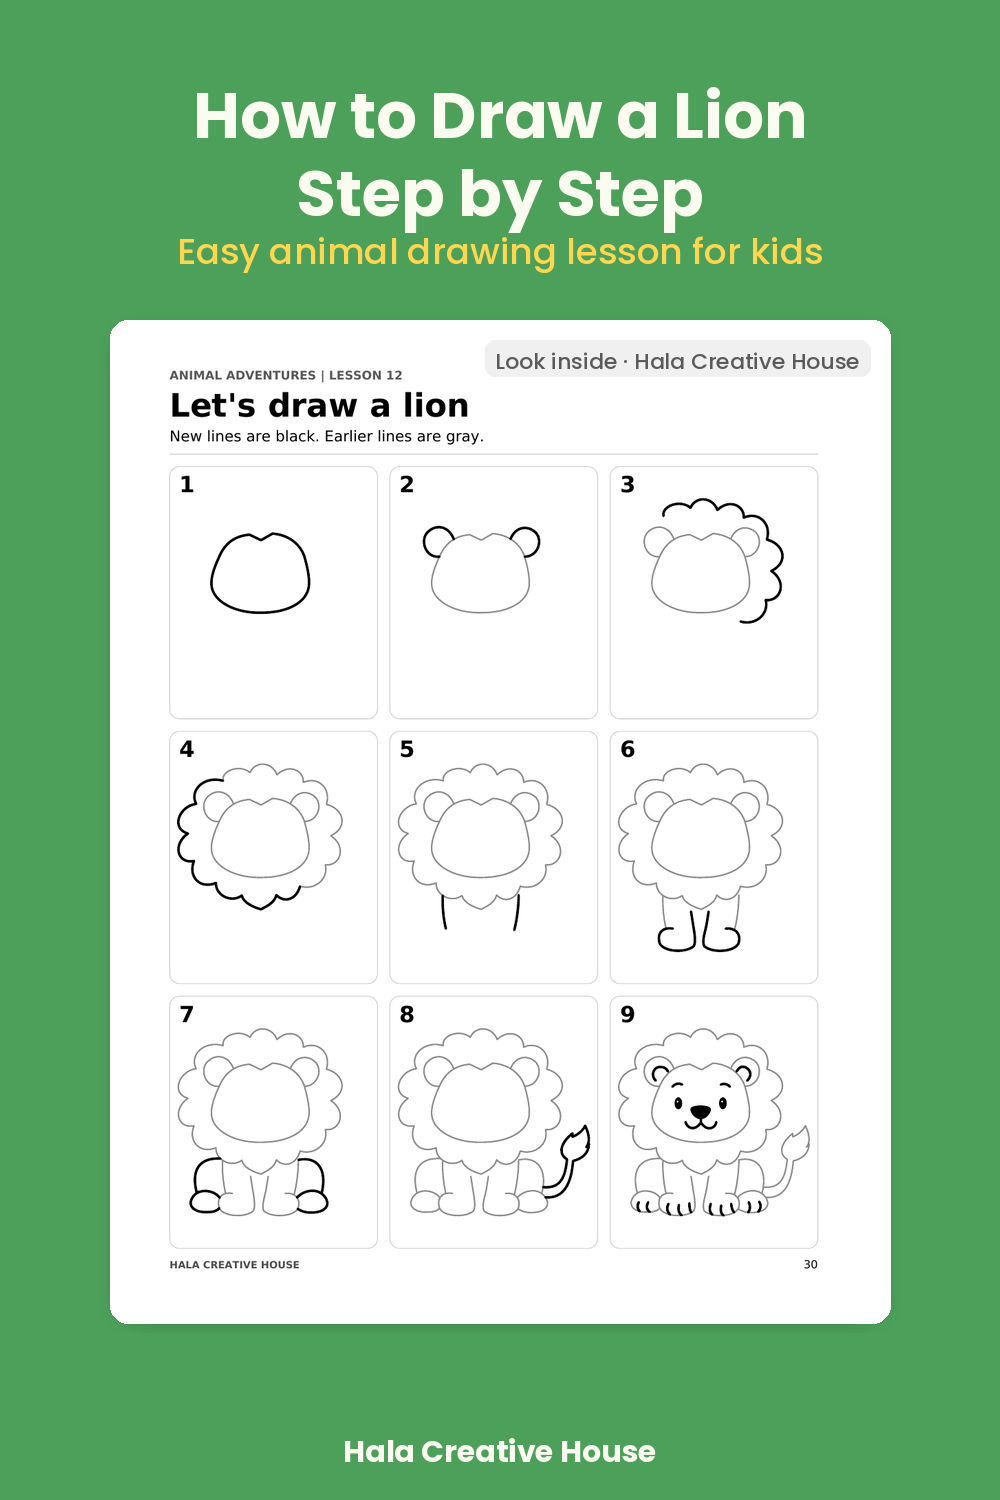 How to Draw a Lion
Step by Step
Easy animal drawing lesson for kids
Look inside · Hala Creative House
ANIMAL ADVENTURES | LESSON 12
Let's draw a lion
New lines are black. Earlier lines are gray.
1
2
3
4
5
6
7
8
9
HALA CREATIVE HOUSE
30
Hala Creative House